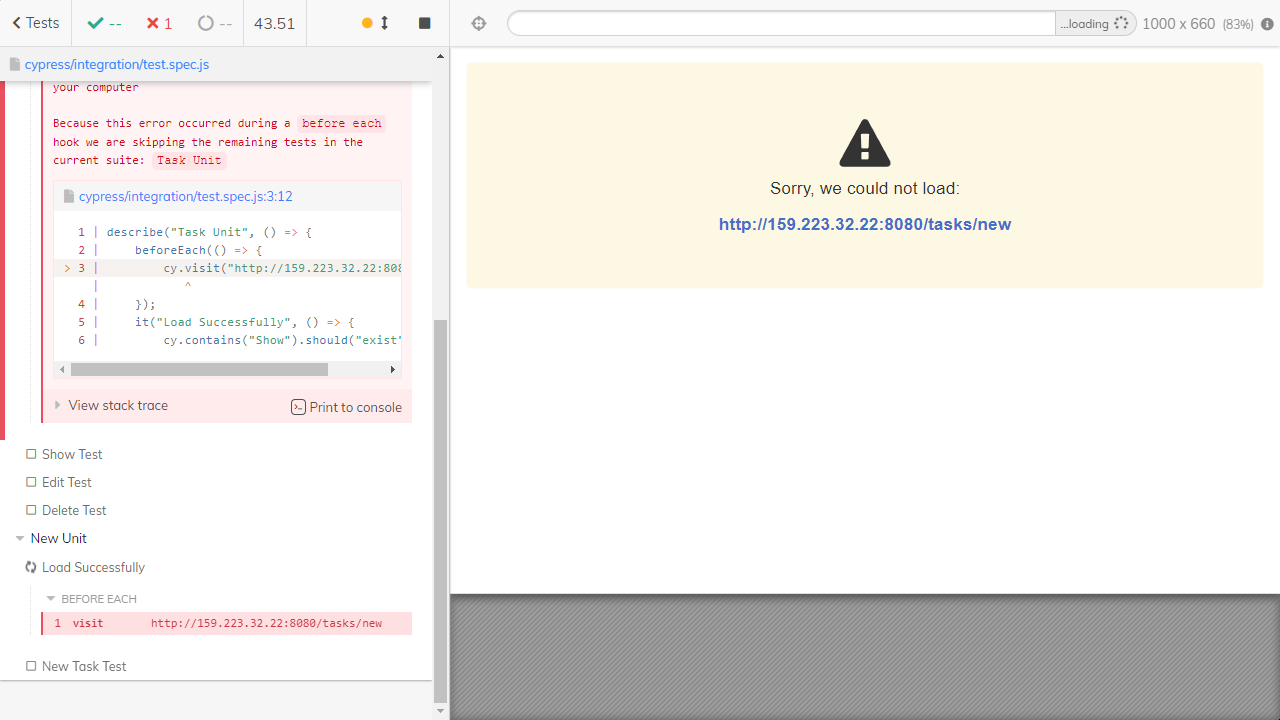 Tests
--
1
--
43.51
...loading
1000 x 660 (83%)
cypress/integration/test.spec.js
your computer
Because this error occurred during a before each
hook we are skipping the remaining tests in the
current suite: Task Unit
cypress/integration/test.spec.js:3:12
1 | describe("Task Unit", () => {
2 | beforeEach(() => {
> 3 | cy.visit("http://159.223.32.22:808
| ^
4 | });
5 | it("Load Successfully", () => {
6 | cy.contains("Show").should("exist"
View stack trace
Print to console
Show Test
Edit Test
Delete Test
New Unit
Load Successfully
BEFORE EACH
1 visit http://159.223.32.22:8080/tasks/new
New Task Test
Sorry, we could not load:
http://159.223.32.22:8080/tasks/new